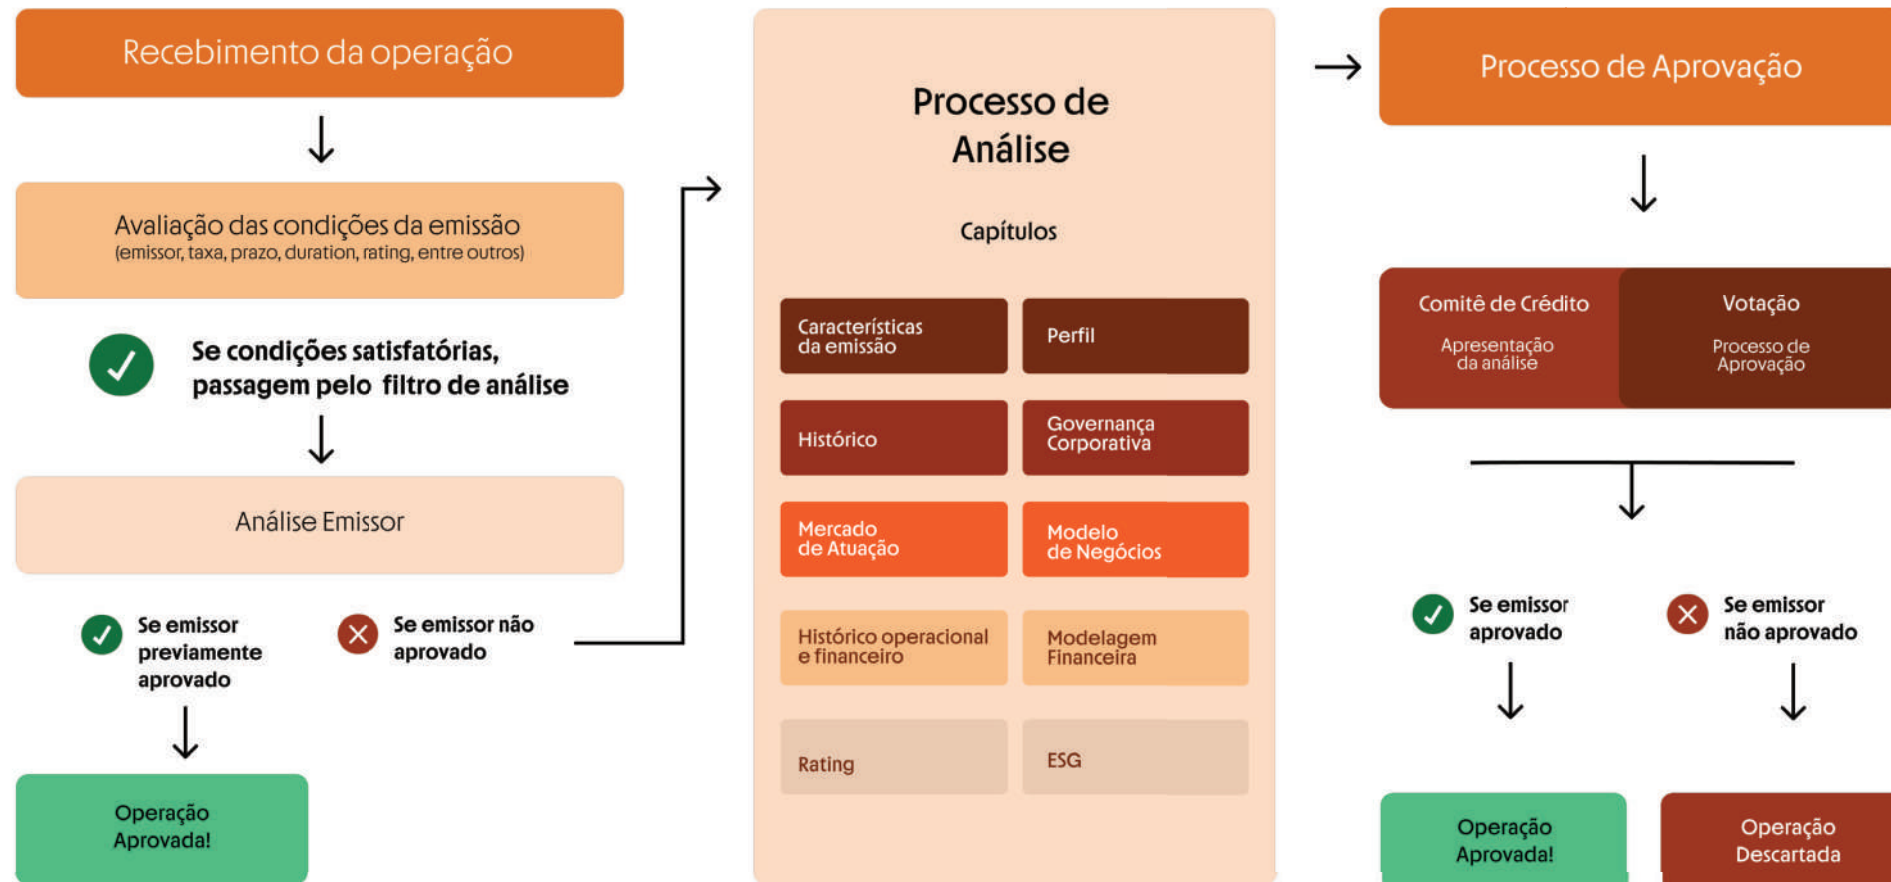 Recebimento da operação
Avaliação das condições da emissão
(emissor, taxa, prazo, duration, rating, entre outros)
Se condições satisfatórias,
passagem pelo filtro de análise
Análise Emissor
Se emissor
previamente
aprovado
Se emissor não
aprovado
Operação
Aprovada!
Processo de
Análise
Capítulos
Características
da emissão
Perfil
Histórico
Governança
Corporativa
Mercado
de Atuação
Modelo
de Negócios
Histórico operacional
e financeiro
Modelagem
Financeira
Rating
ESG
Processo de Aprovação
Comitê de Crédito
Apresentação
da análise
Votação
Processo de
Aprovação
Se emissor
aprovado
Se emissor
não aprovado
Operação
Aprovada!
Operação
Descartada